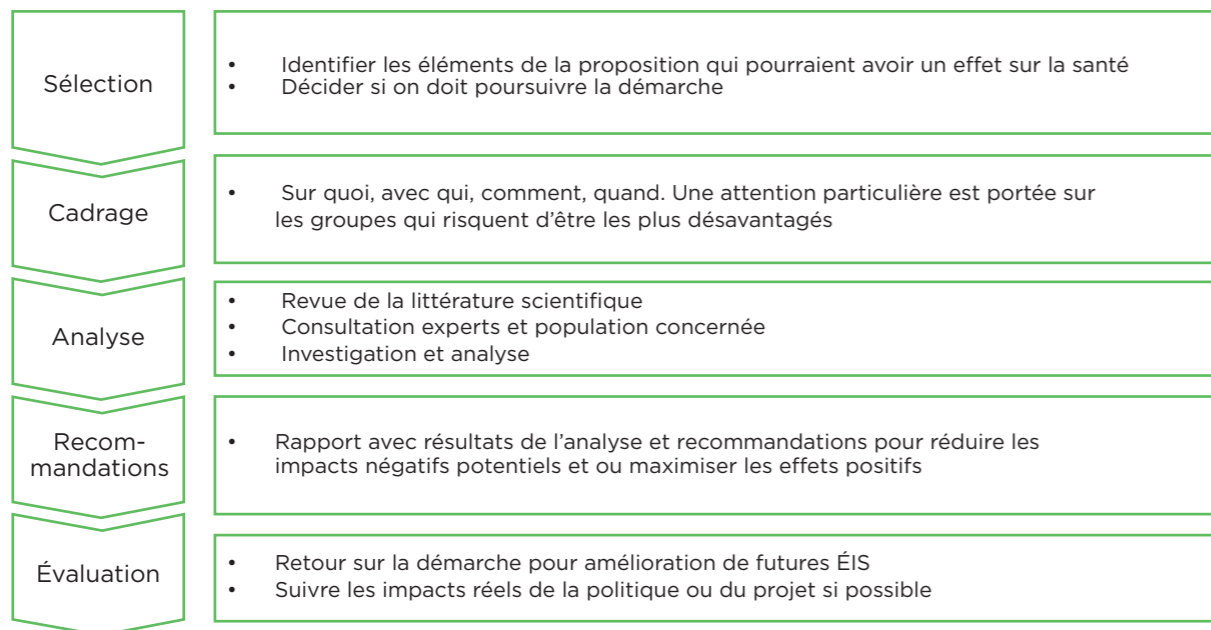 Sélection
• Identifier les éléments de la proposition qui pourraient avoir un effet sur la santé
• Décider si on doit poursuivre la démarche
Cadrage
• Sur quoi, avec qui, comment, quand. Une attention particulière est portée sur
les groupes qui risquent d’être les plus désavantagés
Analyse
• Revue de la littérature scientifique
• Consultation experts et population concernée
• Investigation et analyse
Recom-
mandations
• Rapport avec résultats de l’analyse et recommandations pour réduire les
impacts négatifs potentiels et ou maximiser les effets positifs
Évaluation
• Retour sur la démarche pour amélioration de futures ÉIS
• Suivre les impacts réels de la politique ou du projet si possible